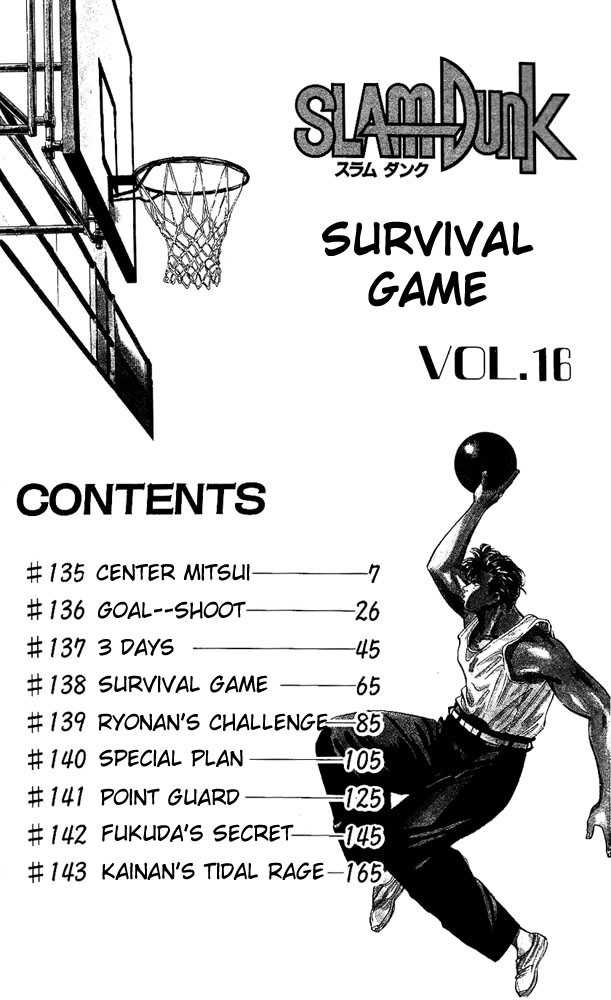 SLAM DUNK
スラム ダンク
SURVIVAL
GAME
VOL.16
CONTENTS
#135 CENTER MITSUI 7
#136 GOAL--SHOOT 26
#137 3 DAYS 45
#138 SURVIVAL GAME 65
#139 RYONAN'S CHALLENGE 85
#140 SPECIAL PLAN 105
#141 POINT GUARD 125
#142 FUKUDA'S SECRET 145
#143 KAINAN'S TIDAL RAGE 165